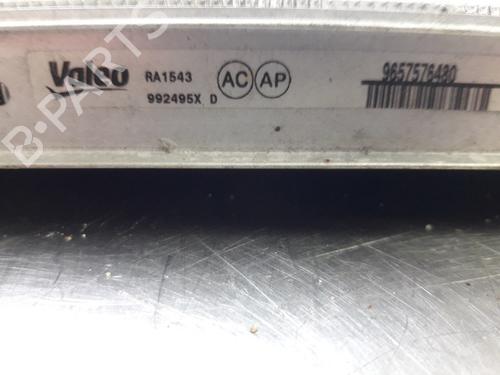 Valeo
RA1543
992495X D
AC
AP
9657576480
B-PARTS